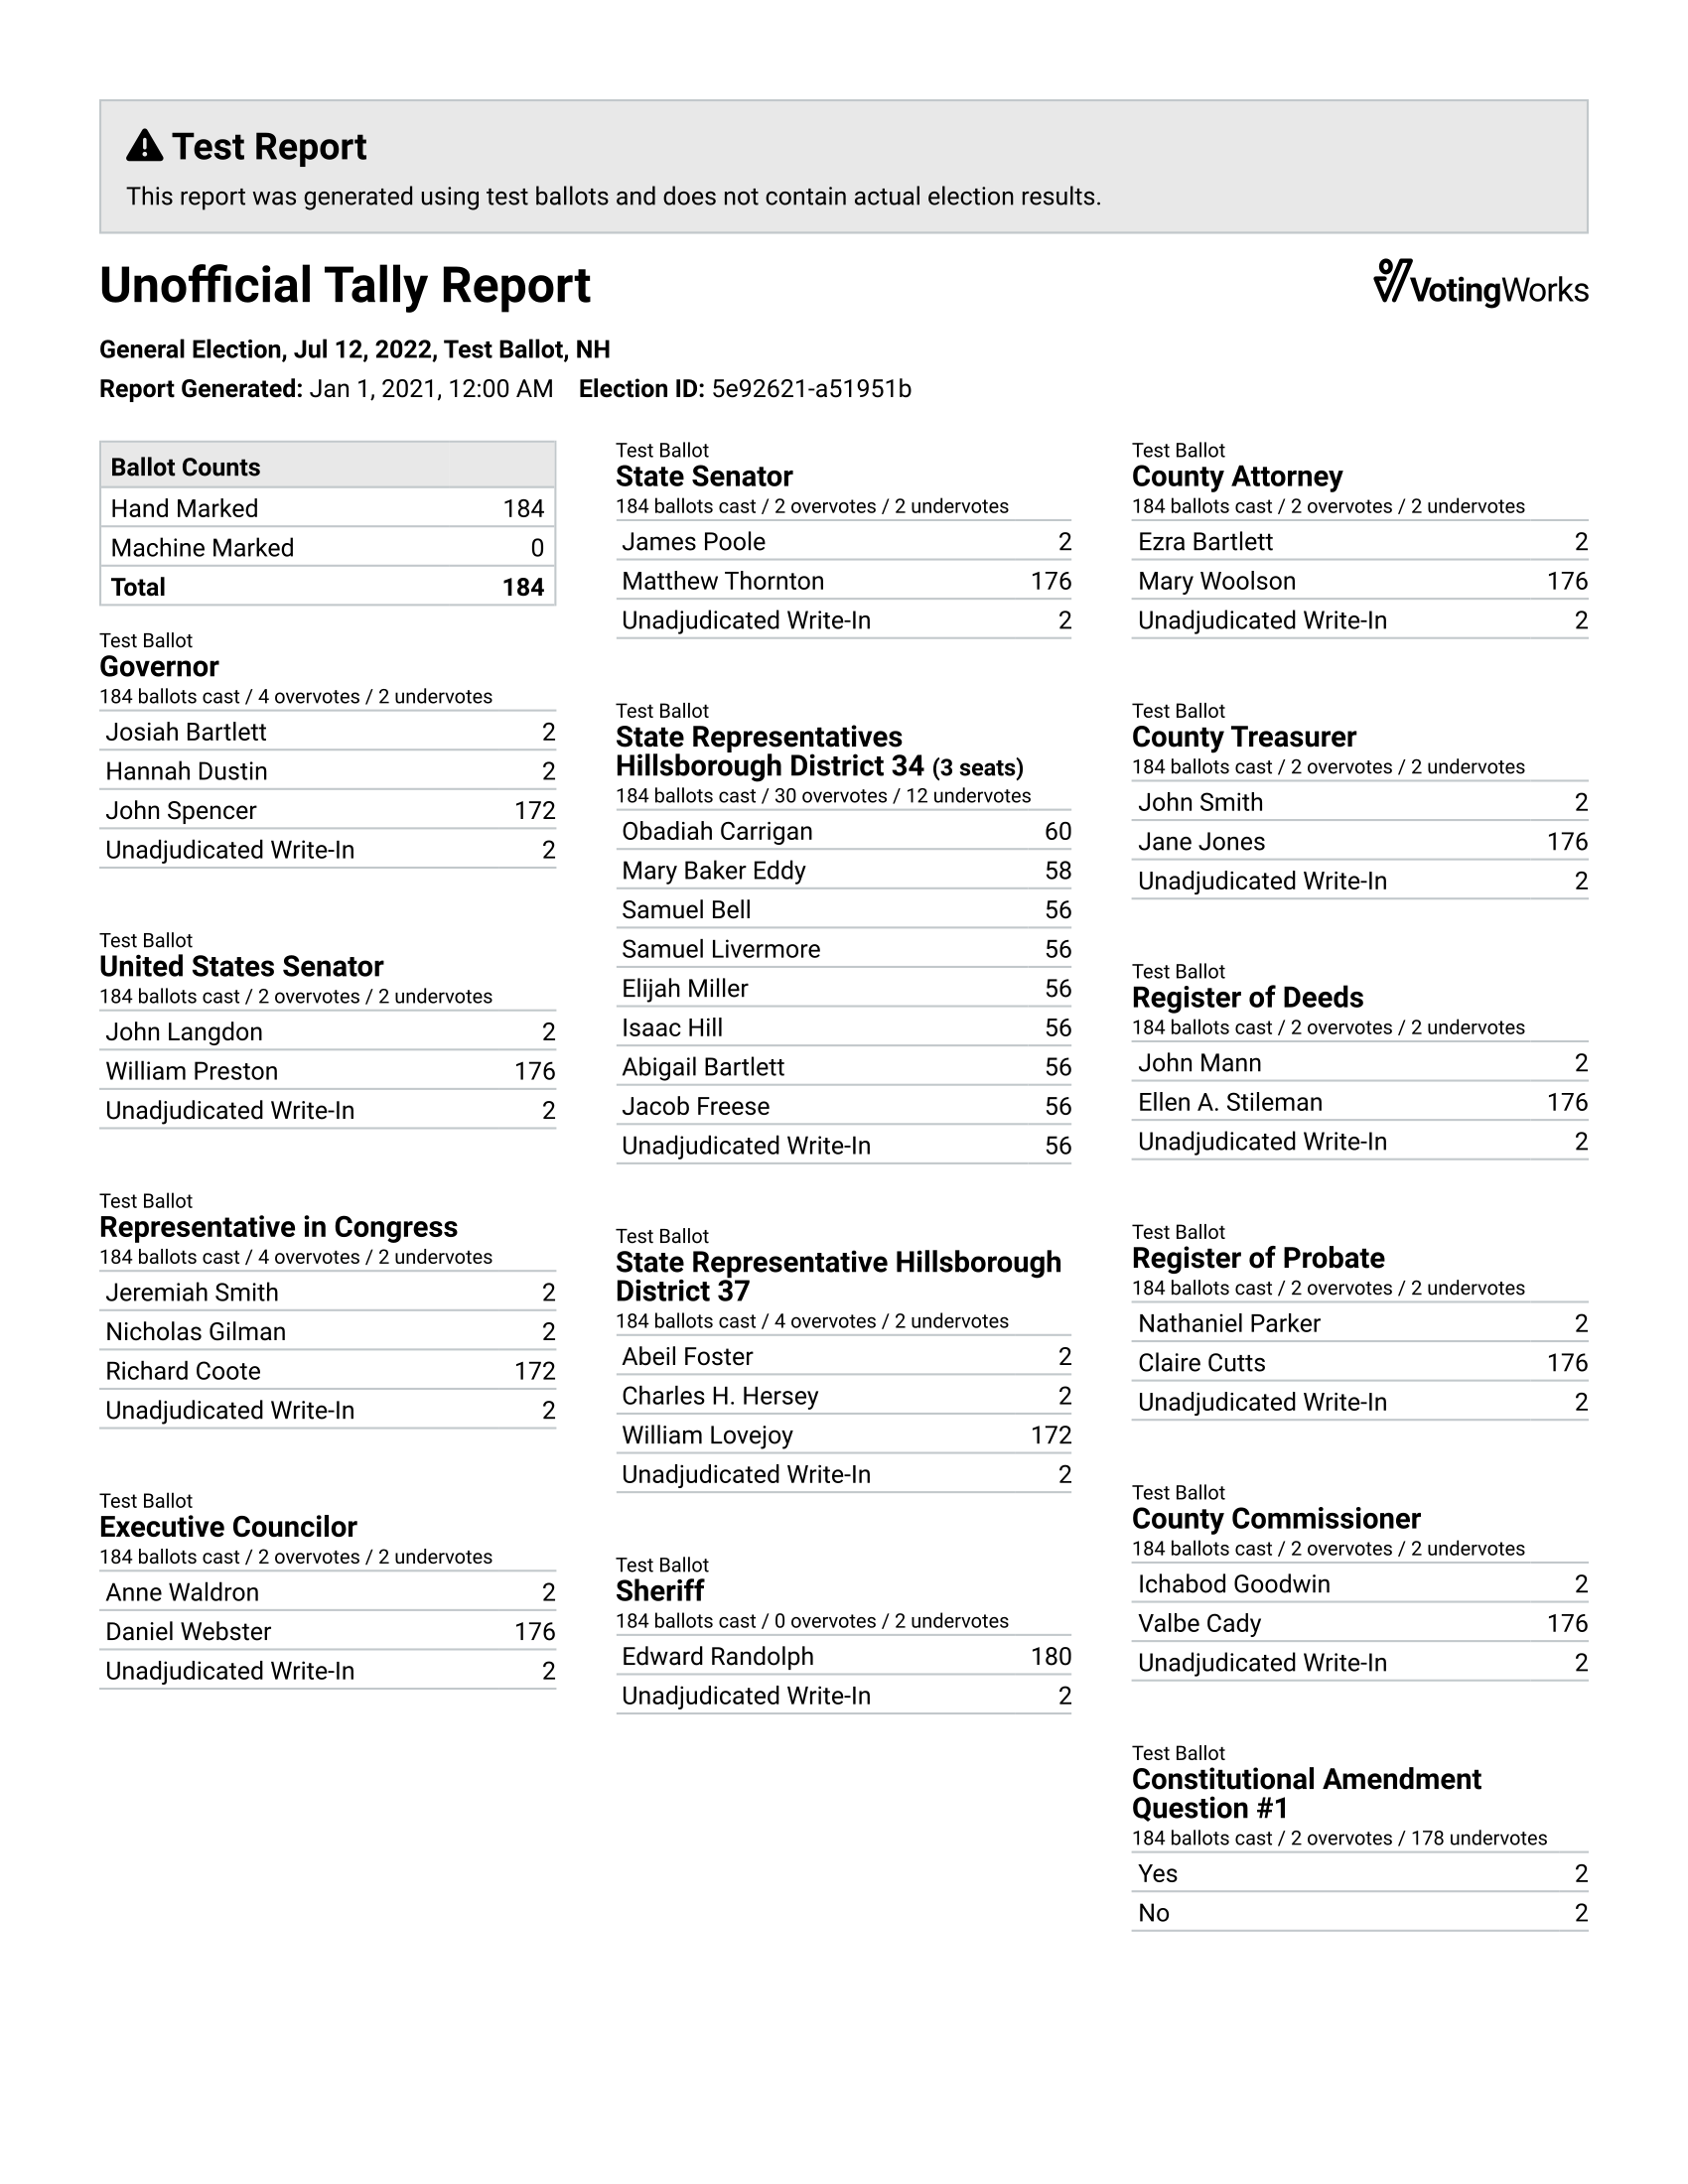 Test Report
This report was generated using test ballots and does not contain actual election results.
Unofficial Tally Report
VotingWorks
General Election, Jul 12, 2022, Test Ballot, NH
Report Generated: Jan 1, 2021, 12:00 AM Election ID: 5e92621-a51951b
Ballot Counts
Hand Marked 184
Machine Marked 0
Total 184
Test Ballot
Governor
184 ballots cast / 4 overvotes / 2 undervotes
Josiah Bartlett 2
Hannah Dustin 2
John Spencer 172
Unadjudicated Write-In 2
Test Ballot
United States Senator
184 ballots cast / 2 overvotes / 2 undervotes
John Langdon 2
William Preston 176
Unadjudicated Write-In 2
Test Ballot
Representative in Congress
184 ballots cast / 4 overvotes / 2 undervotes
Jeremiah Smith 2
Nicholas Gilman 2
Richard Coote 172
Unadjudicated Write-In 2
Test Ballot
Executive Councilor
184 ballots cast / 2 overvotes / 2 undervotes
Anne Waldron 2
Daniel Webster 176
Unadjudicated Write-In 2
Test Ballot
State Senator
184 ballots cast / 2 overvotes / 2 undervotes
James Poole 2
Matthew Thornton 176
Unadjudicated Write-In 2
Test Ballot
State Representatives
Hillsborough District 34 (3 seats)
184 ballots cast / 30 overvotes / 12 undervotes
Obadiah Carrigan 60
Mary Baker Eddy 58
Samuel Bell 56
Samuel Livermore 56
Elijah Miller 56
Isaac Hill 56
Abigail Bartlett 56
Jacob Freese 56
Unadjudicated Write-In 56
Test Ballot
State Representative Hillsborough
District 37
184 ballots cast / 4 overvotes / 2 undervotes
Abeil Foster 2
Charles H. Hersey 2
William Lovejoy 172
Unadjudicated Write-In 2
Test Ballot
Sheriff
184 ballots cast / 0 overvotes / 2 undervotes
Edward Randolph 180
Unadjudicated Write-In 2
Test Ballot
County Attorney
184 ballots cast / 2 overvotes / 2 undervotes
Ezra Bartlett 2
Mary Woolson 176
Unadjudicated Write-In 2
Test Ballot
County Treasurer
184 ballots cast / 2 overvotes / 2 undervotes
John Smith 2
Jane Jones 176
Unadjudicated Write-In 2
Test Ballot
Register of Deeds
184 ballots cast / 2 overvotes / 2 undervotes
John Mann 2
Ellen A. Stileman 176
Unadjudicated Write-In 2
Test Ballot
Register of Probate
184 ballots cast / 2 overvotes / 2 undervotes
Nathaniel Parker 2
Claire Cutts 176
Unadjudicated Write-In 2
Test Ballot
County Commissioner
184 ballots cast / 2 overvotes / 2 undervotes
Ichabod Goodwin 2
Valbe Cady 176
Unadjudicated Write-In 2
Test Ballot
Constitutional Amendment
Question #1
184 ballots cast / 2 overvotes / 178 undervotes
Yes 2
No 2